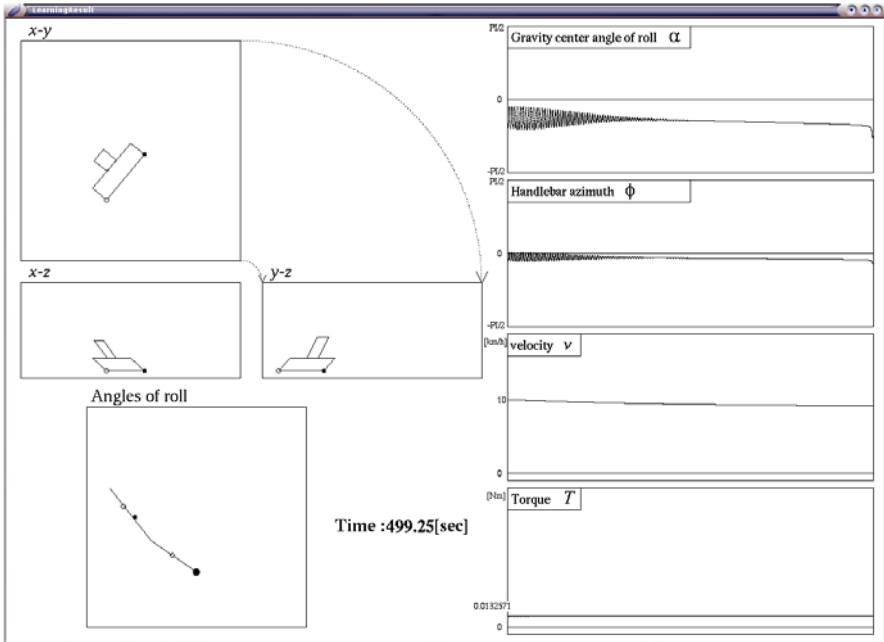 LearningResult
x-y
x-z
y-z
Angles of roll
Time :499.25[sec]
PI/2
Gravity center angle of roll α
0
-PI/2
PI/2
Handlebar azimuth ϕ
0
-PI/2
[km/h]
velocity v
10
0
[Nm]
Torque T
0.0132571
0